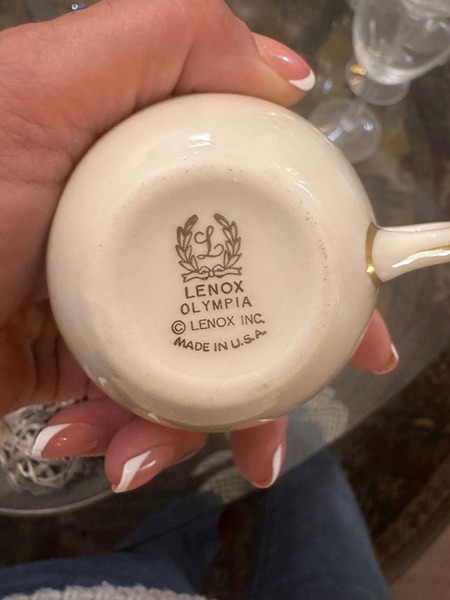 L
LENOX
OLYMPIA
© LENOX INC.
MADE IN U.S.A.